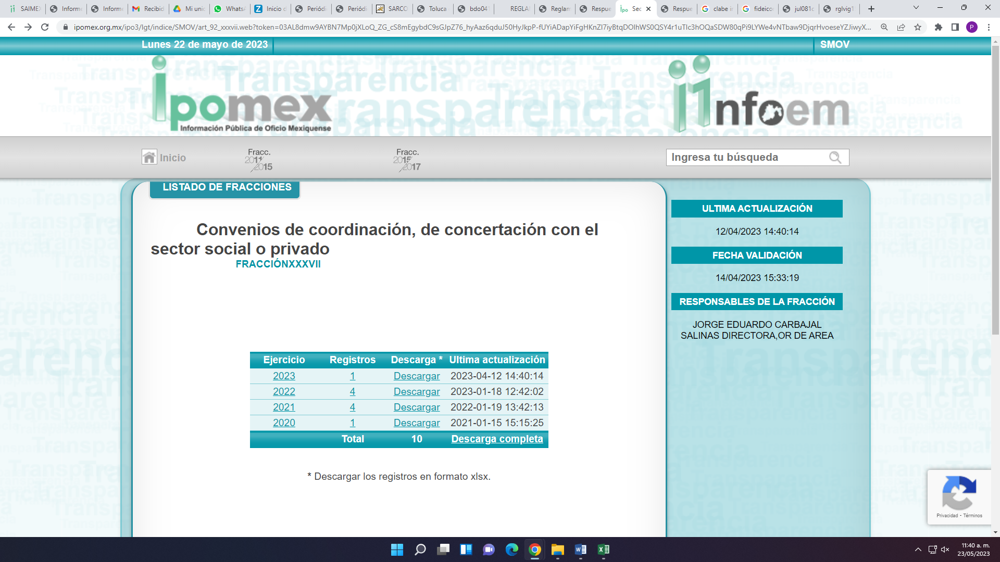 SAIMEX
Informe
Informe
Recibid
Mi unid
WhatsA
Inicio d
Periódi
Periódi
SARCO
Toluca
bdo041
REGLA
Reglam
Respue
Sec
Respue
clabe in
fideico
jul081c
rglvig1
ipomex.org.mx/ipo3/lgt/indice/SMOV/art_92_xxxvii.web?token=
P
Lunes 22 de mayo de 2023
SMOV
ipomex
Información Pública de Oficio Mexiquense
Transparencia
infoem
Inicio
Fracc.
2011/2015
Fracc.
2015/2017
Ingresa tu búsqueda
LISTADO DE FRACCIONES
Convenios de coordinación, de concertación con el
sector social o privado
FRACCIÓNXXXVII
Ejercicio Registros Descarga * Ultima actualización
2023 1 Descargar 2023-04-12 14:40:14
2022 4 Descargar 2023-01-18 12:42:02
2021 4 Descargar 2022-01-19 13:42:13
2020 1 Descargar 2021-01-15 15:15:25
Total 10 Descarga completa
* Descargar los registros en formato xlsx.
ULTIMA ACTUALIZACIÓN
12/04/2023 14:40:14
FECHA VALIDACIÓN
14/04/2023 15:33:19
RESPONSABLES DE LA FRACCIÓN
JORGE EDUARDO CARBAJAL
SALINAS DIRECTORA,OR DE AREA
Privacidad - Términos
11:40 a. m.
23/05/2023